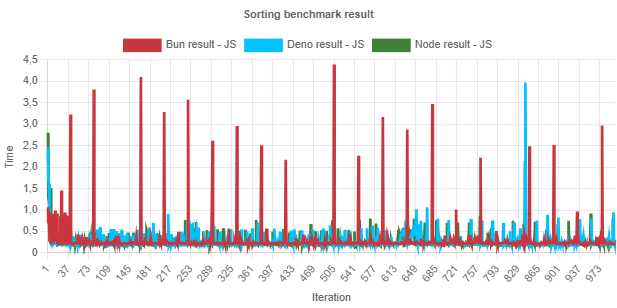 Sorting benchmark result
Bun result - JS Deno result - JS Node result - JS
4,5
4,0
3,5
3,0
2,5
2,0
1,5
1,0
0,5
0
Time
1 37 73 109 145 181 217 253 289 325 361 397 433 469 505 541 577 613 649 685 721 757 793 829 865 901 937 973
Iteration